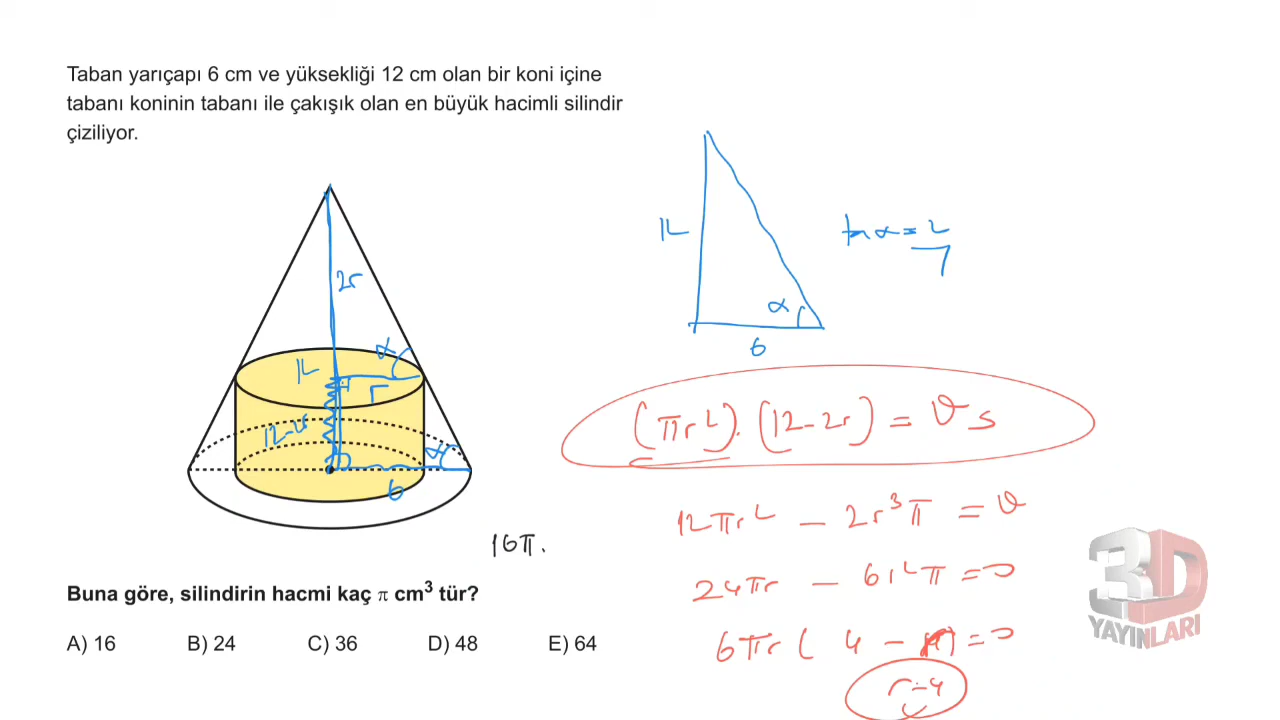 Taban yarıçapı 6 cm ve yüksekliği 12 cm olan bir koni içine
tabanı koninin tabanı ile çakışık olan en büyük hacimli silindir
çiziliyor.
2r
12
α
r
12-2r
α
6
12
α
6
tan α = 2
(πr²).(12-2r) = V s
12πr² - 2r³π = V
24πr - 6r²π = 0
6πr ( 4 - r) = 0
r=4
16π.
Buna göre, silindirin hacmi kaç π cm³ tür?
A) 16 B) 24 C) 36 D) 48 E) 64
3D
YAYINLARI